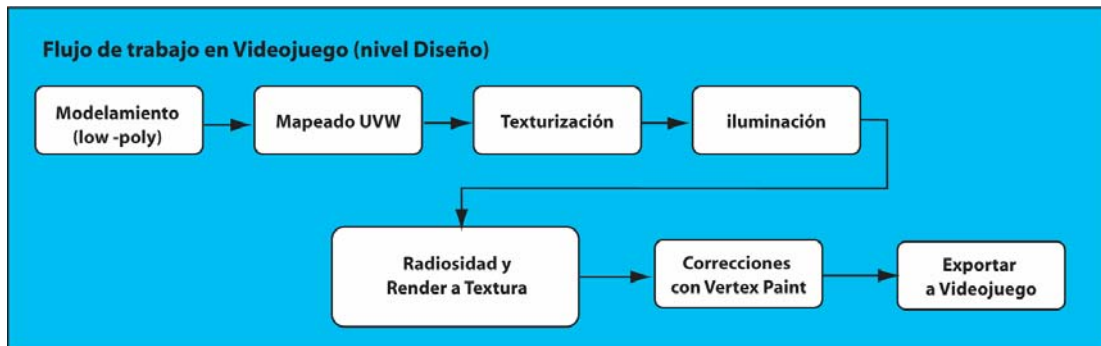 Flujo de trabajo en Videojuego (nivel Diseño)
Modelamiento
(low -poly)
Mapeado UVW
Texturización
iluminación
Radiosidad y
Render a Textura
Correcciones
con Vertex Paint
Exportar
a Videojuego